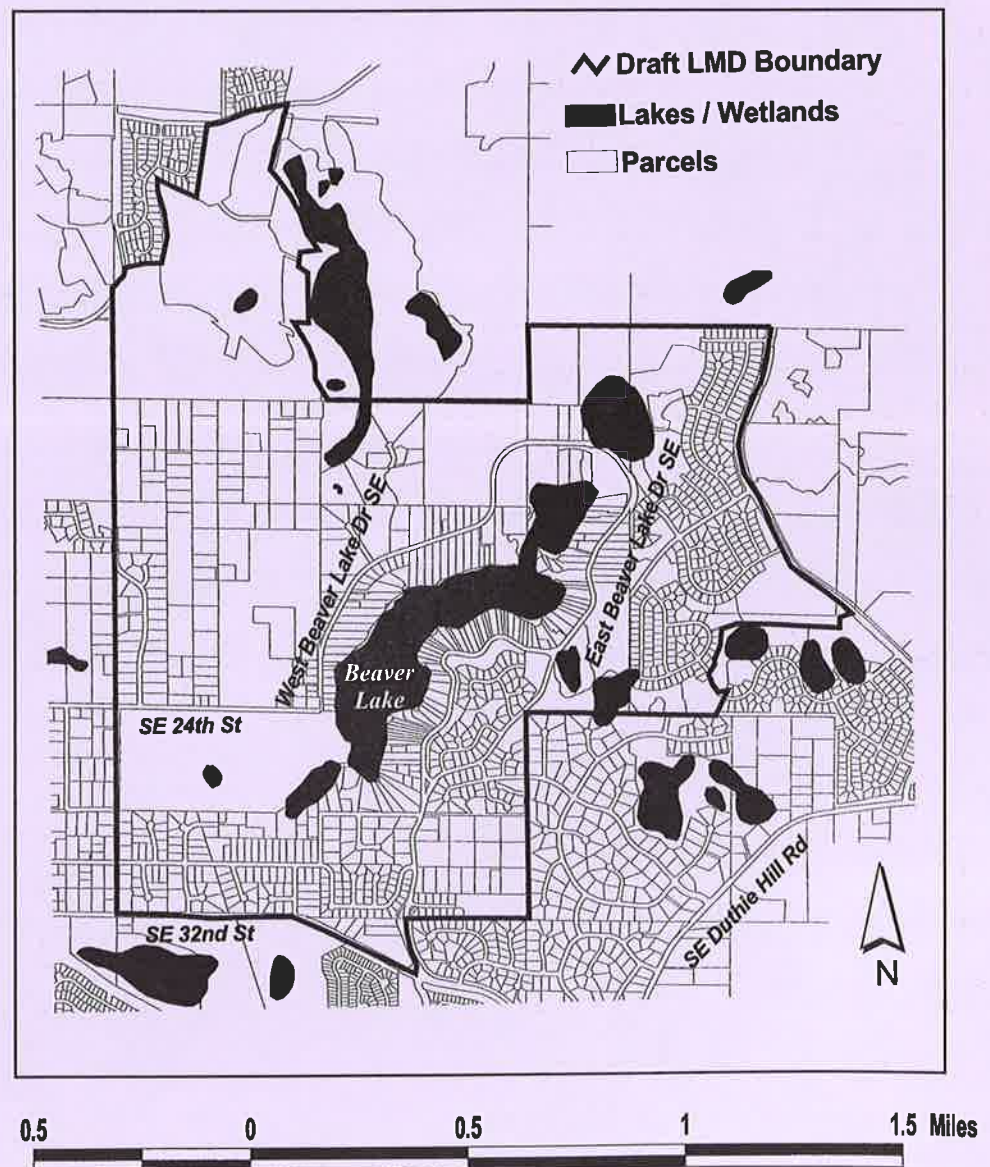 Draft LMD Boundary
Lakes / Wetlands
Parcels
West Beaver Lake Dr SE
East Beaver Lake Dr SE
Beaver
Lake
SE 24th St
SE 32nd St
SE Duthie Hill Rd
N
0.5 0 0.5 1 1.5 Miles